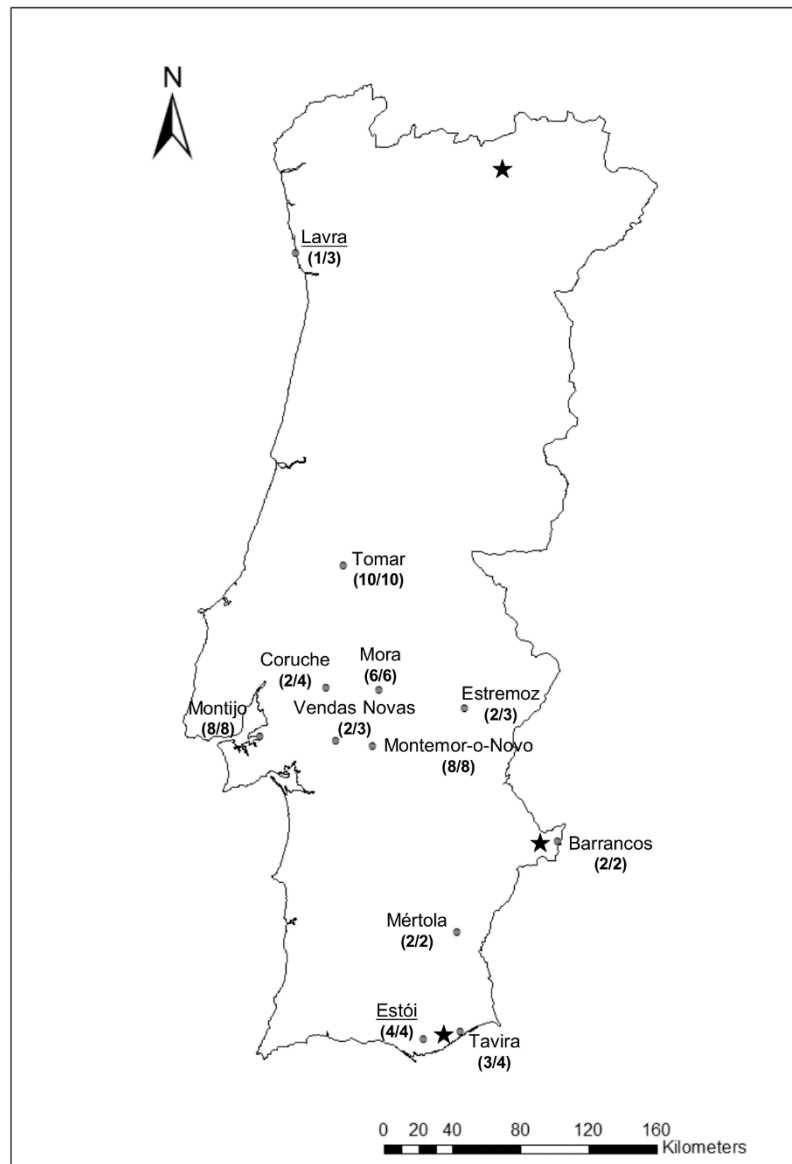 N
Lavra
(1/3)
Tomar
(10/10)
Coruche
(2/4)
Mora
(6/6)
Estremoz
(2/3)
Montijo
(8/8)
Vendas Novas
(2/3)
Montemor-o-Novo
(8/8)
Barrancos
(2/2)
Mértola
(2/2)
Estói
(4/4)
Tavira
(3/4)
0 20 40 80 120 160
Kilometers